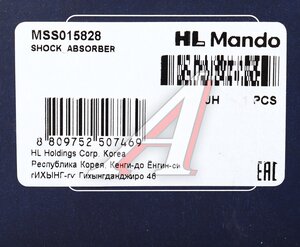 MSS015828
SHOCK ABSORBER
HL Mando
JH PCS
8 809752 507469
HL Holdings Corp. Korea
Республика Корея, Кенги-до Ёнгин-си
гиХЫНГ-гу Гихынгданджиро 46
EAC